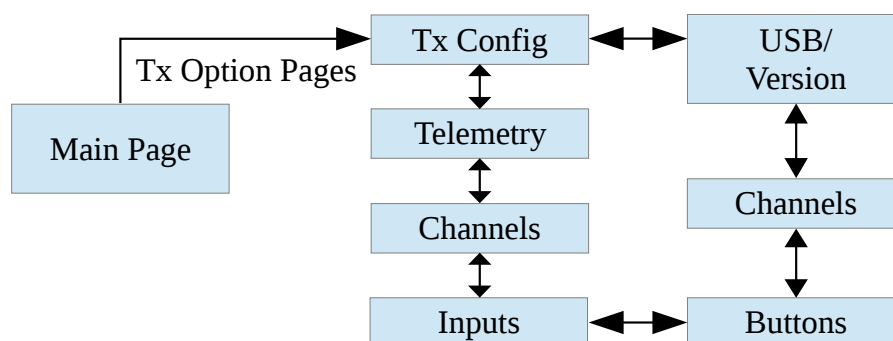 Tx Config
USB/
Version
Tx Option Pages
Main Page
Telemetry
Channels
Channels
Inputs
Buttons